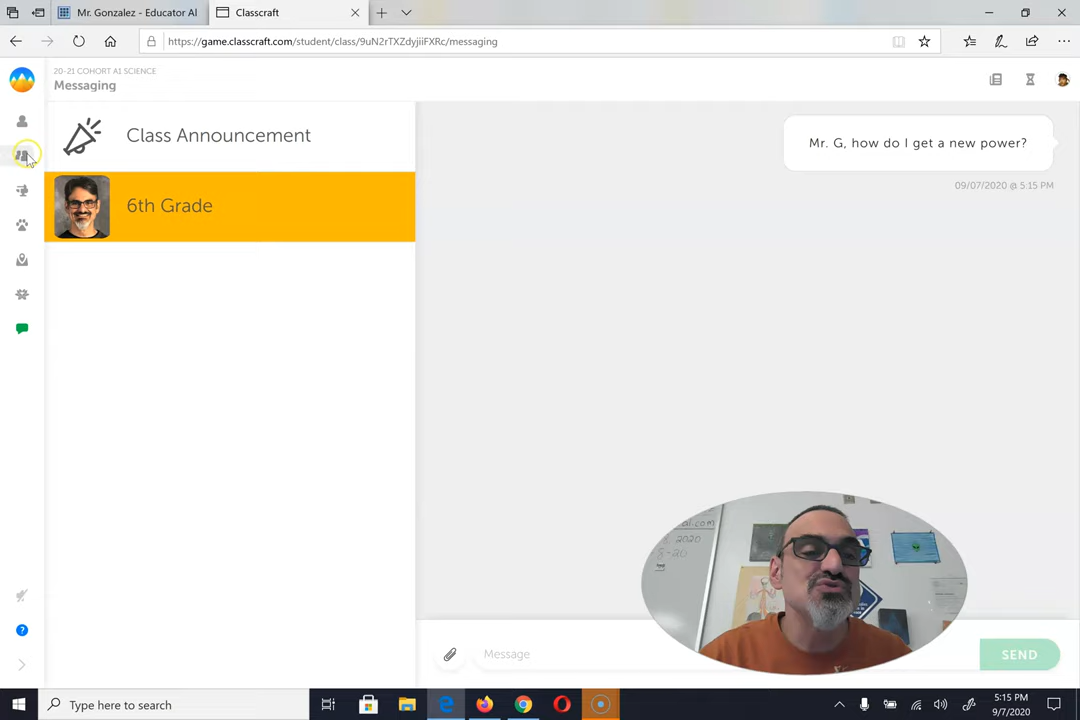 Mr. Gonzalez - Educator AI
Classcraft
https://game.classcraft.com/student/class/9uN2rTXZdyjiiFXRc/messaging
20-21 COHORT AI SCIENCE
Messaging
Class Announcement
6th Grade
Mr. G, how do I get a new power?
09/07/2020 @ 5:15 PM
Message
SEND
?
Type here to search
5:15 PM
9/7/2020